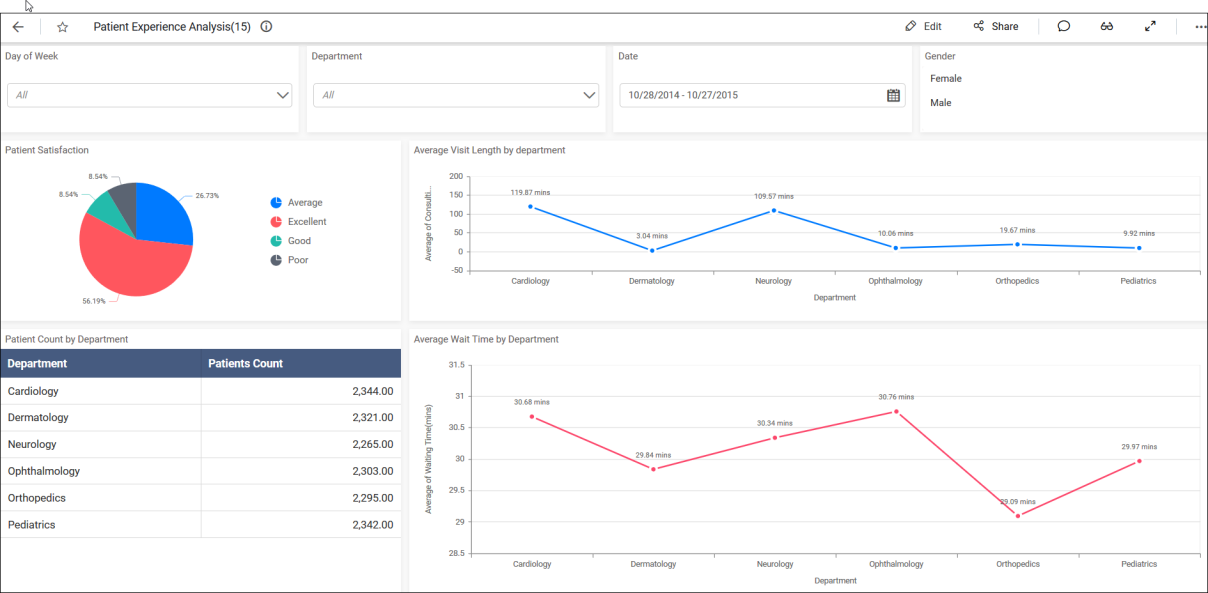 Patient Experience Analysis(15)
Edit
Share
Day of Week
All
Department
All
Date
10/28/2014 - 10/27/2015
Gender
Female
Male
Patient Satisfaction
8.54%
8.54%
26.73%
56.19%
Average
Excellent
Good
Poor
Average Visit Length by department
Average of Consulti...
200
150
100
50
0
-50
119.87 mins
3.04 mins
109.57 mins
10.06 mins
19.67 mins
9.92 mins
Cardiology
Dermatology
Neurology
Ophthalmology
Orthopedics
Pediatrics
Department
Patient Count by Department
Department Patients Count
Cardiology 2,344.00
Dermatology 2,321.00
Neurology 2,265.00
Ophthalmology 2,303.00
Orthopedics 2,295.00
Pediatrics 2,342.00
Average Wait Time by Department
Average of Waiting Time(mins)
31.5
31
30.5
30
29.5
29
28.5
30.68 mins
29.84 mins
30.34 mins
30.76 mins
29.09 mins
29.97 mins
Cardiology
Dermatology
Neurology
Ophthalmology
Orthopedics
Pediatrics
Department